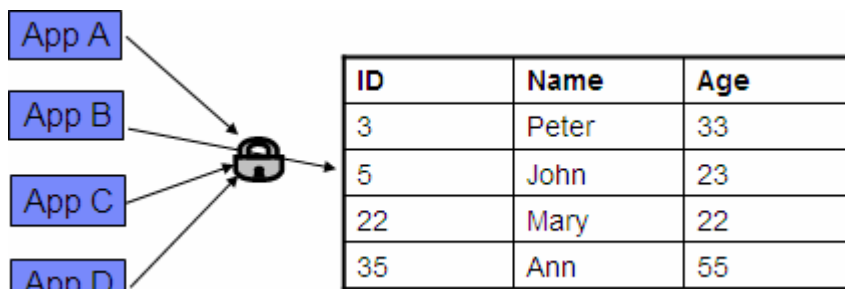 App A
App B
App C
App D
ID Name Age
3 Peter 33
5 John 23
22 Mary 22
35 Ann 55